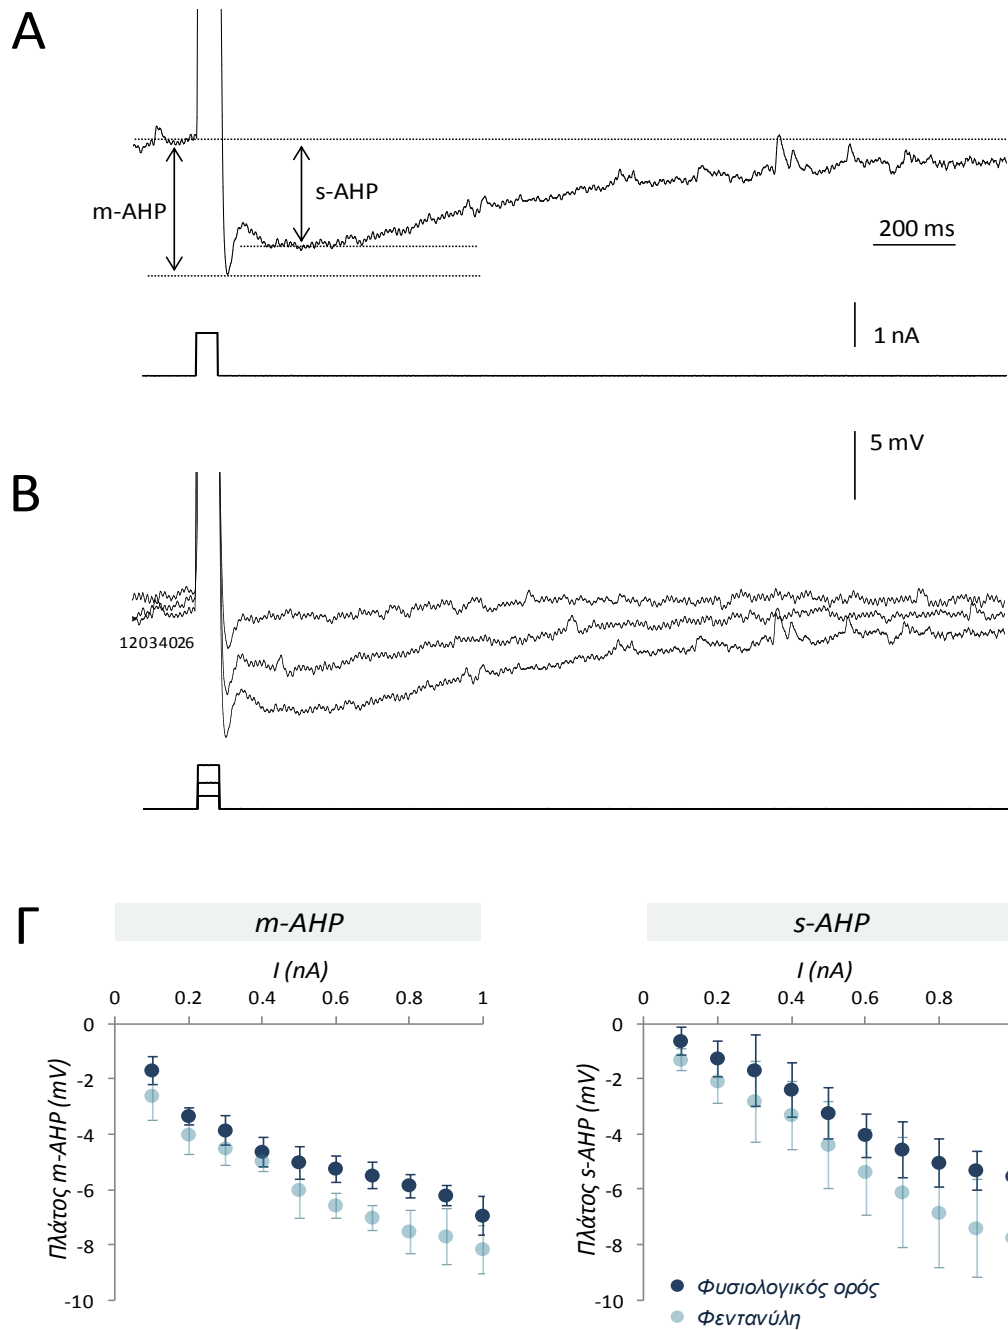 A
m-AHP
s-AHP
200 ms
1 nA
5 mV
B
12034026
Γ
m-AHP
s-AHP
I (nA)
I (nA)
0 0.2 0.4 0.6 0.8 1
0 0.2 0.4 0.6 0.8
Πλάτος m-AHP (mV)
0
-2
-4
-6
-8
-10
Πλάτος s-AHP (mV)
0
-2
-4
-6
-8
-10
Φυσιολογικός ορός
Φεντανύλη